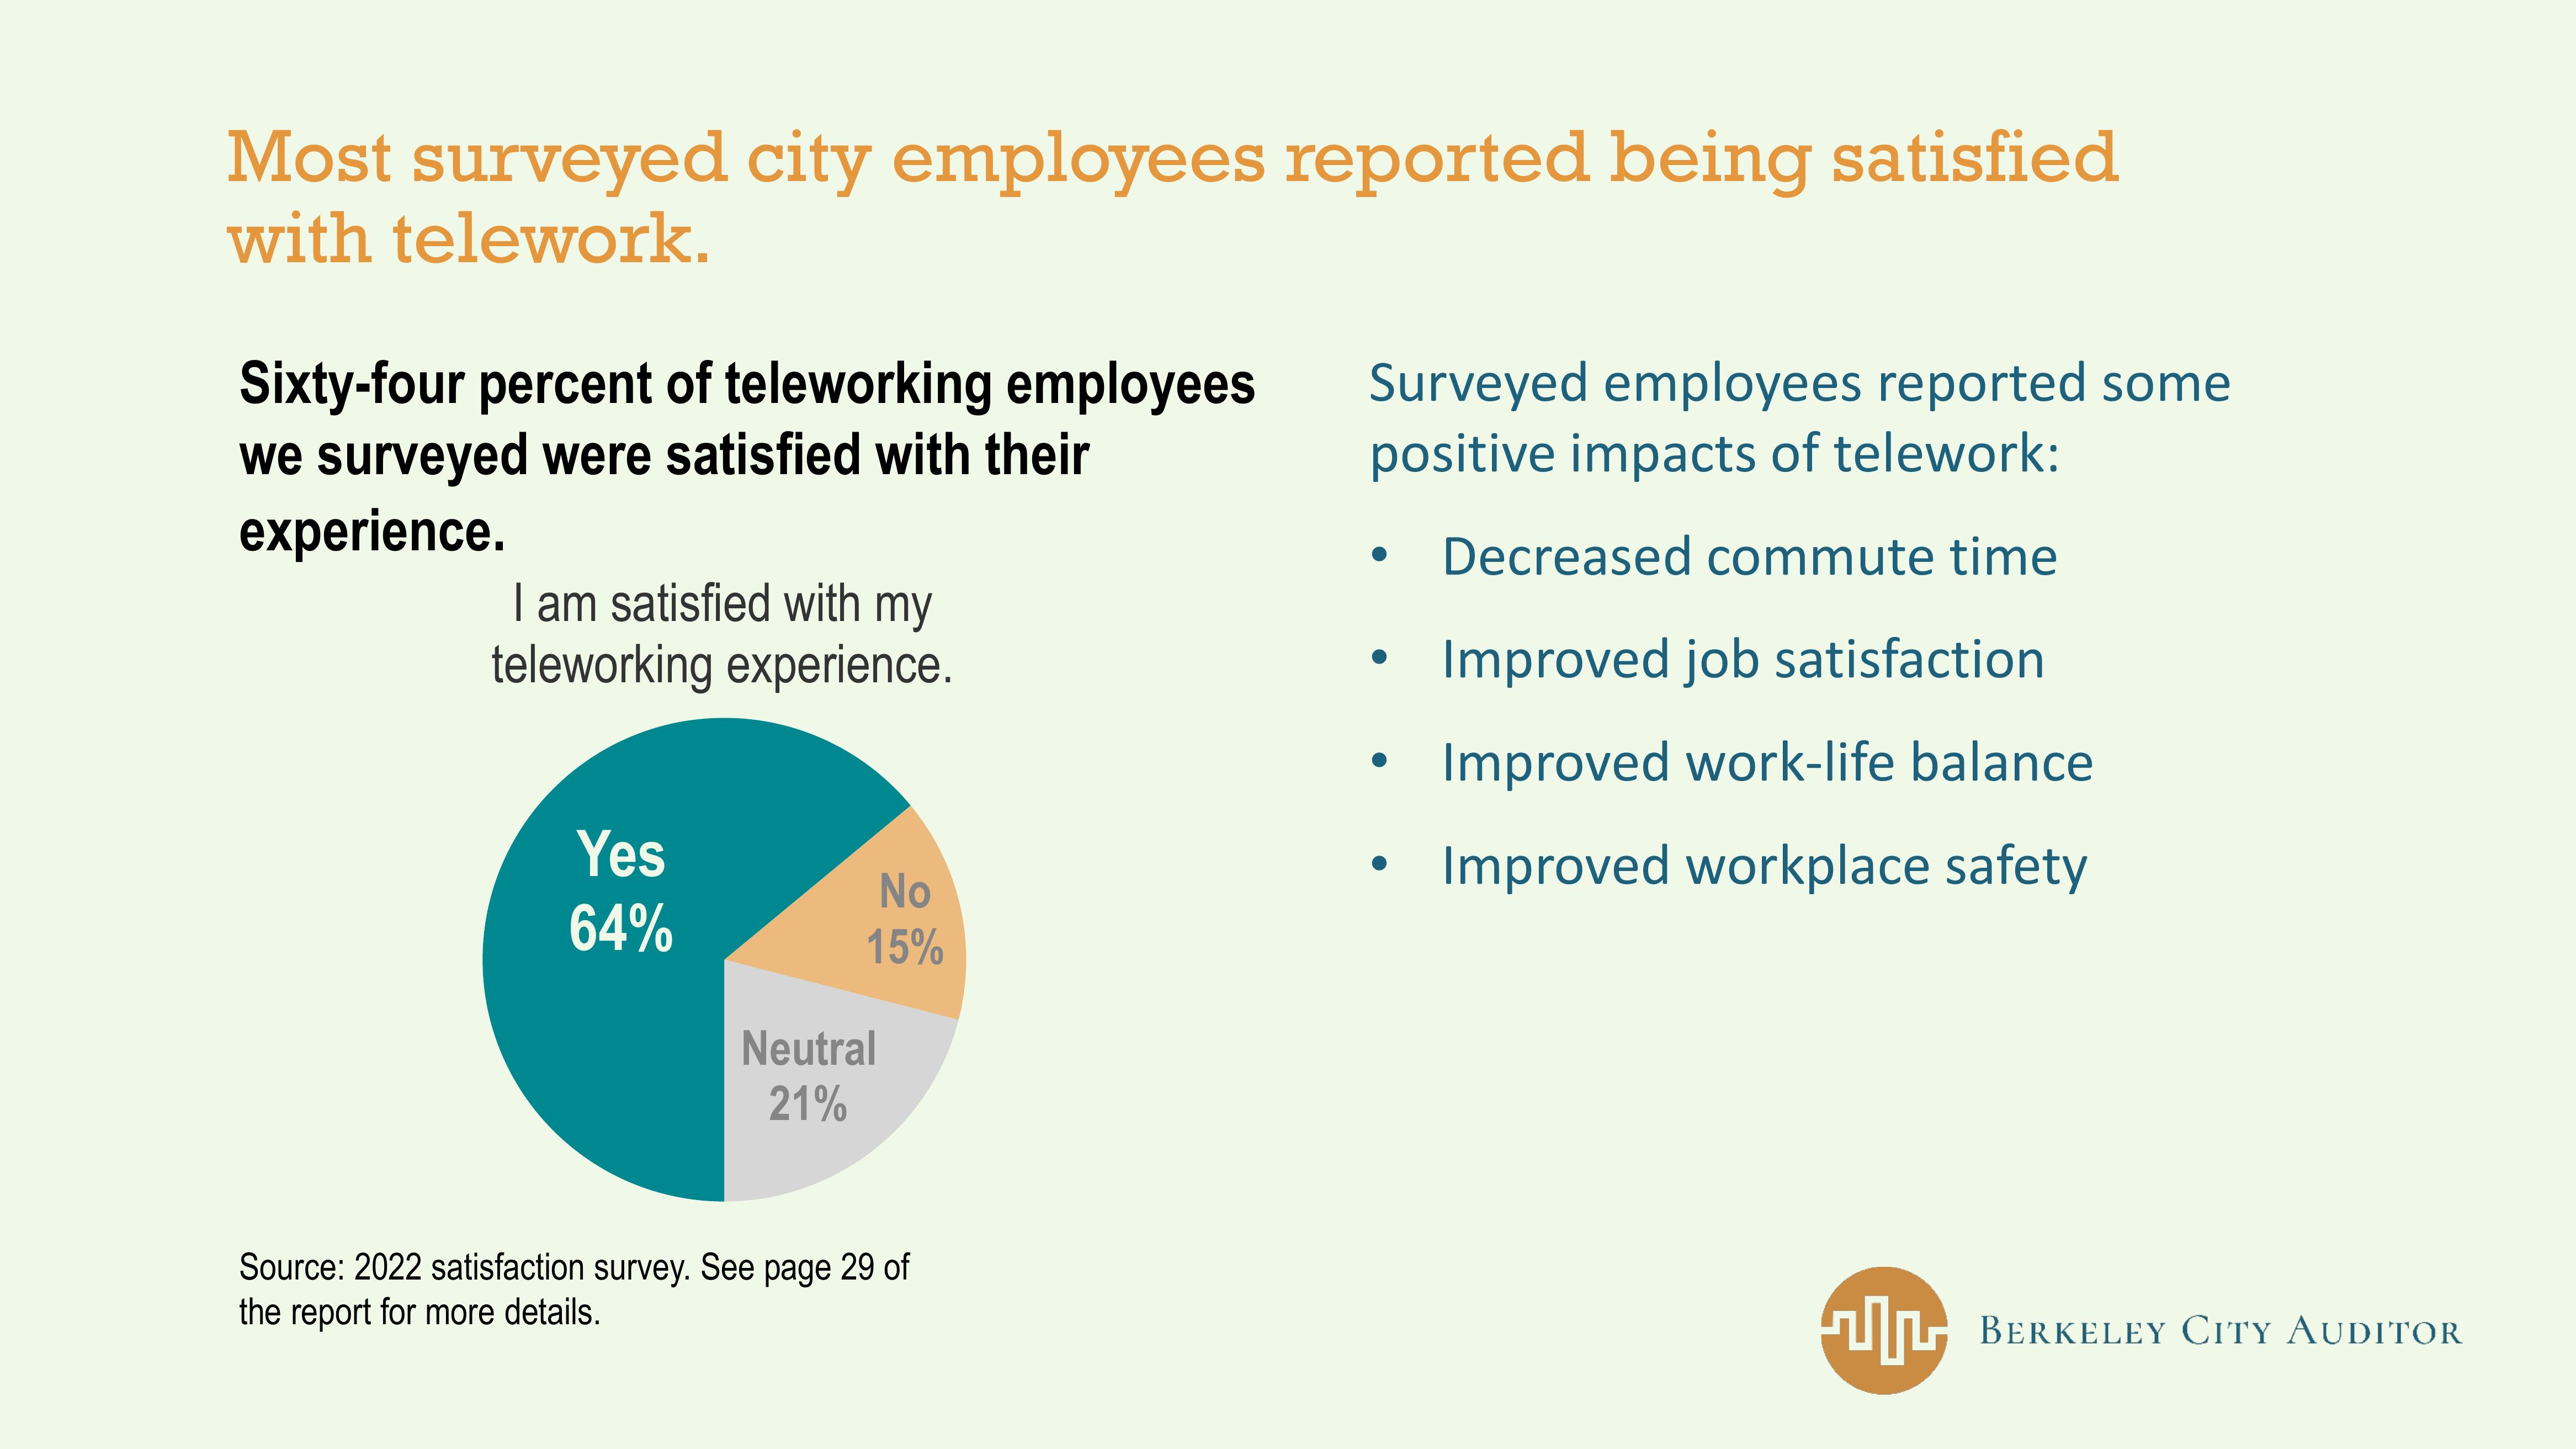 Most surveyed city employees reported being satisfied
with telework.
Sixty-four percent of teleworking employees
we surveyed were satisfied with their
experience.
I am satisfied with my
teleworking experience.
Yes
64%
No
15%
Neutral
21%
Source: 2022 satisfaction survey. See page 29 of
the report for more details.
Surveyed employees reported some
positive impacts of telework:
• Decreased commute time
• Improved job satisfaction
• Improved work-life balance
• Improved workplace safety
BERKELEY CITY AUDITOR